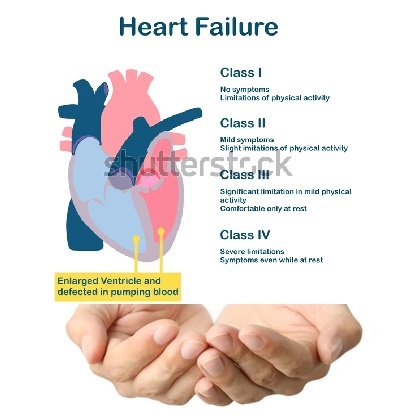 Heart Failure
Class I
No symptoms
Limitations of physical activity
Class II
Mild symptoms
Slight imitations of physical activity
shutterstock
Class III
Significant limitation in mild physical
activity
Comfortable only at rest
Class IV
Severe limitations
Symptoms even while at rest
Enlarged Ventricle and
defected in pumping blood